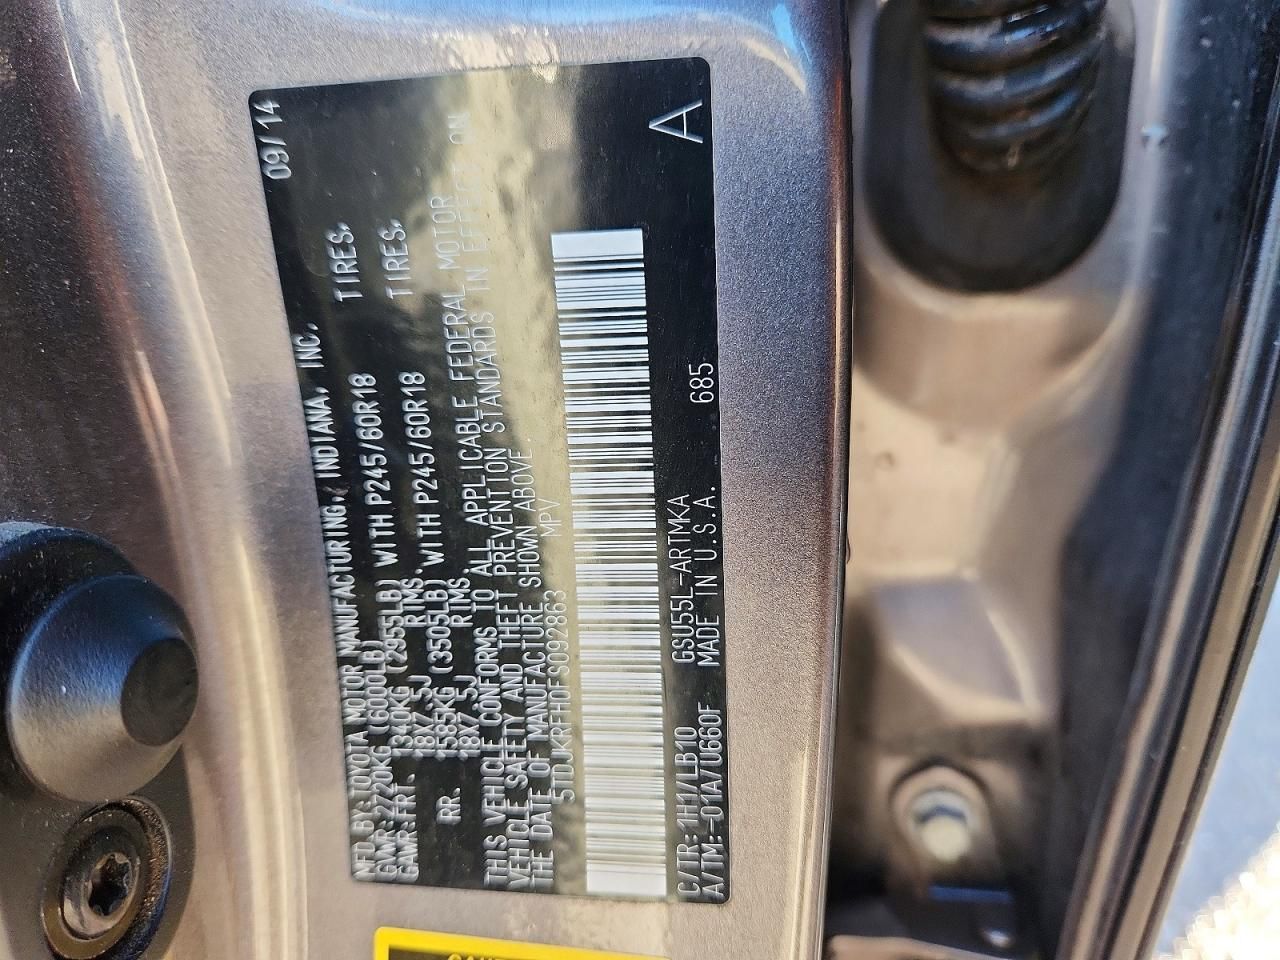 MFD. BY: TOYOTA MOTOR MANUFACTURING, INDIANA, INC. 09/14
GVWR: 2720KG (6000LB)
GAWR: FRT. 1340KG (2955LB) WITH P245/60R18 TIRES,
18X7.5J RIMS,
RR. 1585KG (3505LB) WITH P245/60R18 TIRES,
18X7.5J RIMS
THIS VEHICLE CONFORMS TO ALL APPLICABLE FEDERAL MOTOR
VEHICLE SAFETY AND THEFT PREVENTION STANDARDS IN EFFECT ON
THE DATE OF MANUFACTURE SHOWN ABOVE.
5TDJKRFH0FS092863 MPV
C/TR: 1H1/LB10 GSU55L-ARTMKA A
A/TM: -01A/U660F MADE IN U.S.A. 685